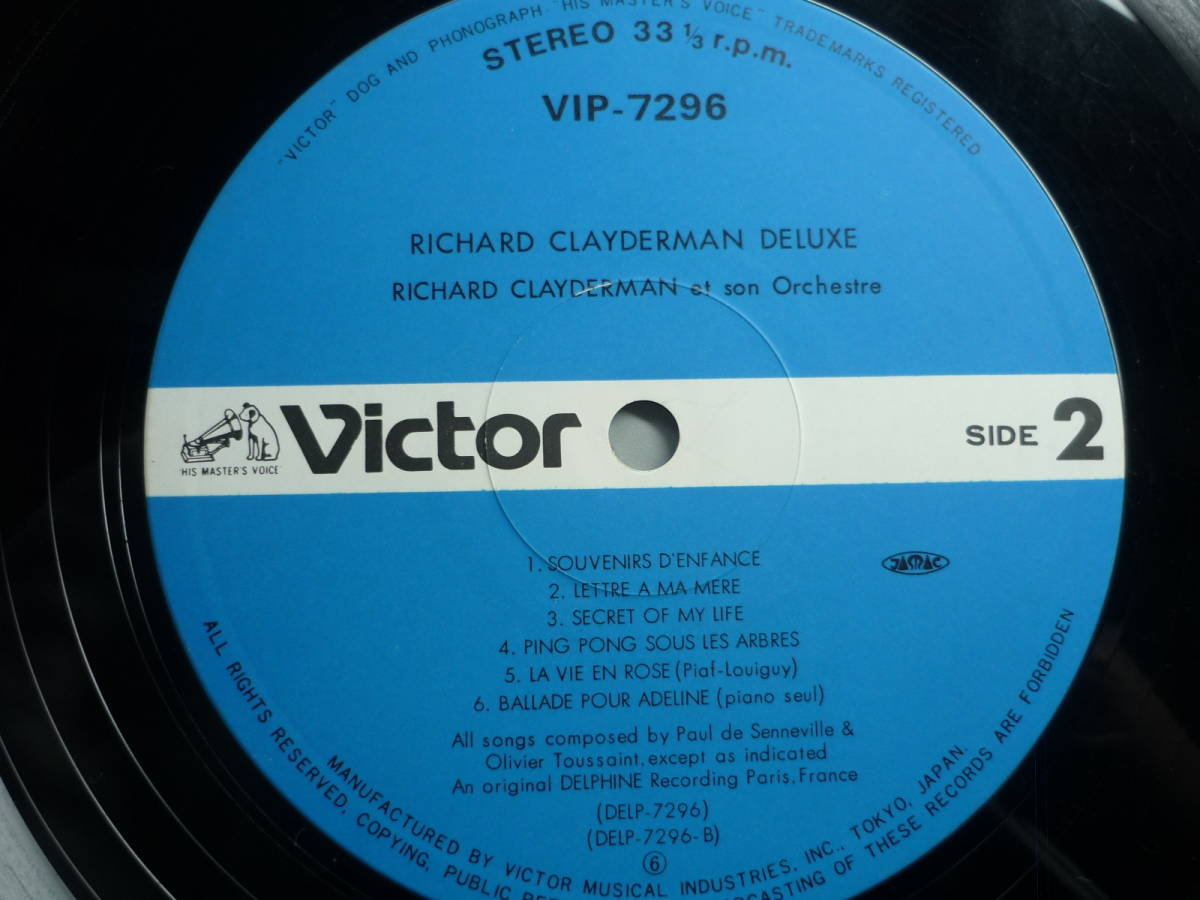 "VICTOR" DOG AND PHONOGRAPH · "HIS MASTER'S VOICE" TRADEMARKS REGISTERED
STEREO 33 1/3 r.p.m.
VIP-7296
RICHARD CLAYDERMAN DELUXE
RICHARD CLAYDERMAN et son Orchestre
'HIS MASTER'S VOICE'
Victor
SIDE 2
1. SOUVENIRS D'ENFANCE
2. LETTRE A MA MERE
3. SECRET OF MY LIFE
4. PING PONG SOUS LES ARBRES
5. LA VIE EN ROSE (Piaf-Louiguy)
6. BALLADE POUR ADELINE (piano seul)
JASRAC
All songs composed by Paul de Senneville &
Olivier Toussaint, except as indicated
An original DELPHINE Recording Paris, France
(DELP-7296)
(DELP-7296-B)
⑥
MANUFACTURED BY VICTOR MUSICAL INDUSTRIES, INC., TOKYO, JAPAN.
ALL RIGHTS RESERVED, COPYING, PUBLIC OF THESE RECORDS ARE FORBIDDEN